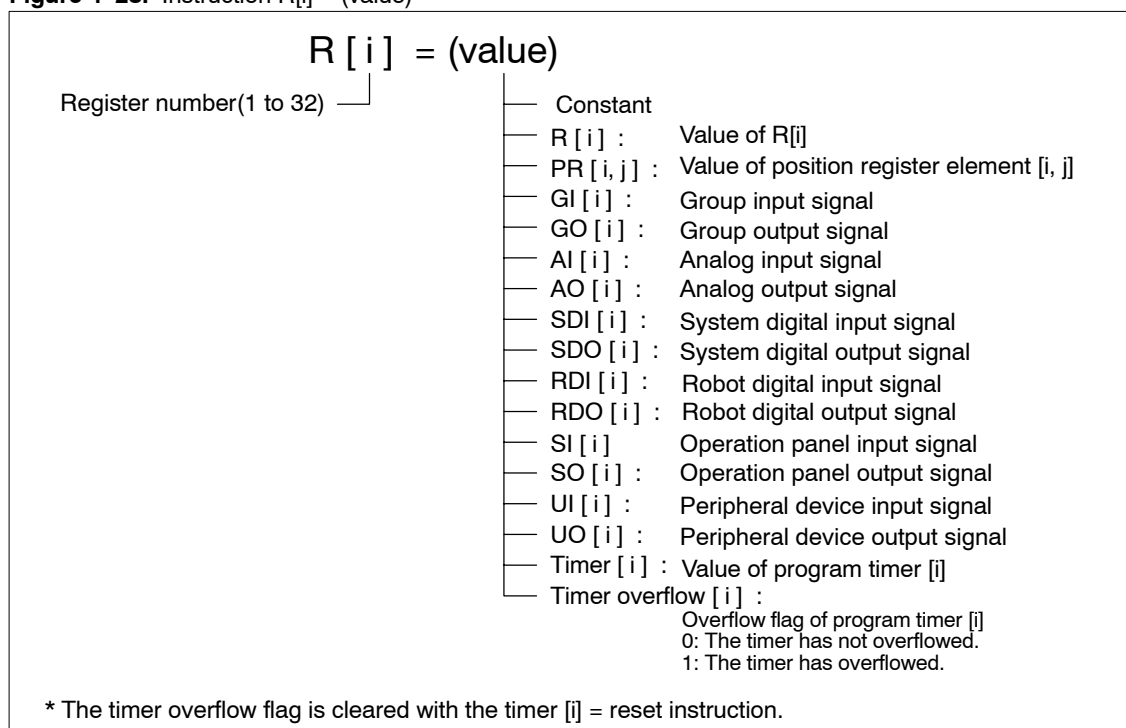 Figure 1-28. Instruction R[i] = (value)
R [ i ] = (value)
Register number(1 to 32)
Constant
R [ i ] : Value of R[i]
PR [ i, j ] : Value of position register element [i, j]
GI [ i ] : Group input signal
GO [ i ] : Group output signal
AI [ i ] : Analog input signal
AO [ i ] : Analog output signal
SDI [ i ] : System digital input signal
SDO [ i ] : System digital output signal
RDI [ i ] : Robot digital input signal
RDO [ i ] : Robot digital output signal
SI [ i ] Operation panel input signal
SO [ i ] : Operation panel output signal
UI [ i ] : Peripheral device input signal
UO [ i ] : Peripheral device output signal
Timer [ i ] : Value of program timer [i]
Timer overflow [ i ] :
Overflow flag of program timer [i]
0: The timer has not overflowed.
1: The timer has overflowed.
* The timer overflow flag is cleared with the timer [i] = reset instruction.